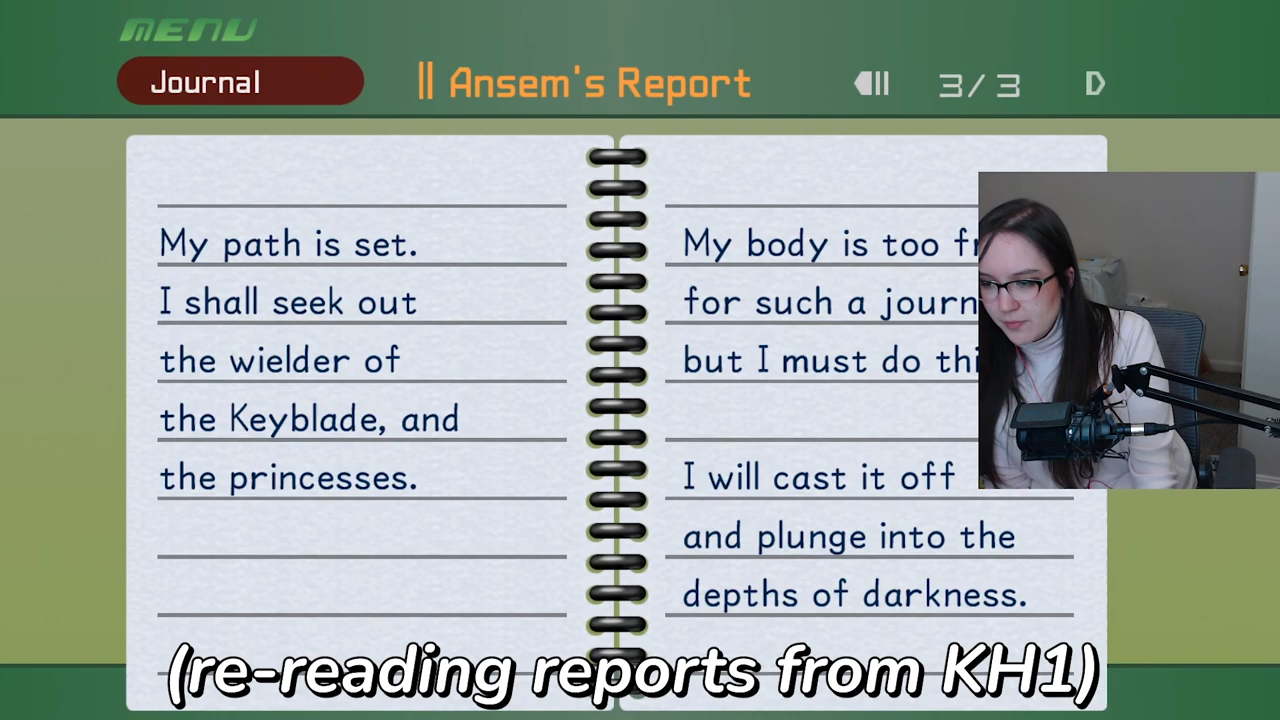 MENU
Journal
Ansem's Report
3/3
My path is set.
I shall seek out
the wielder of
the Keyblade, and
the princesses.
My body is too
for such a
but I must do
I will cast it off
and plunge into the
depths of darkness.
(re-reading reports from KH1)